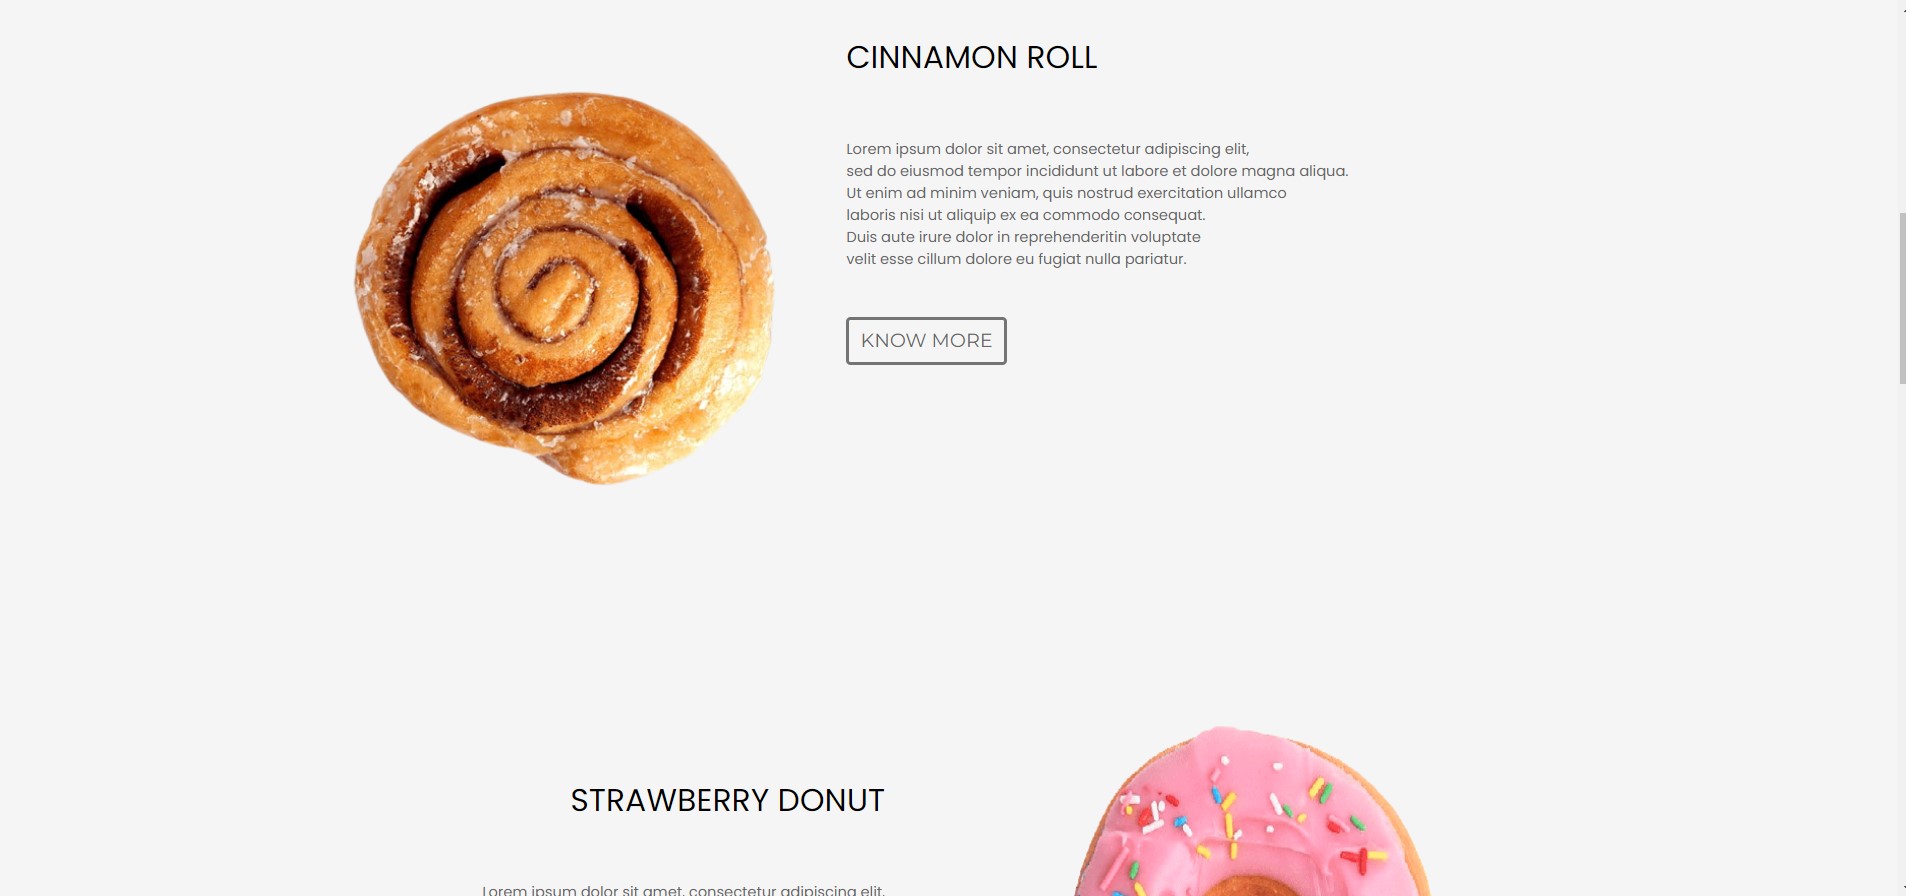 CINNAMON ROLL
Lorem ipsum dolor sit amet, consectetur adipiscing elit,
sed do eiusmod tempor incididunt ut labore et dolore magna aliqua.
Ut enim ad minim veniam, quis nostrud exercitation ullamco
laboris nisi ut aliquip ex ea commodo consequat.
Duis aute irure dolor in reprehenderitin voluptate
velit esse cillum dolore eu fugiat nulla pariatur.
KNOW MORE
STRAWBERRY DONUT
Lorem ipsum dolor sit amet, consectetur adipiscing elit,